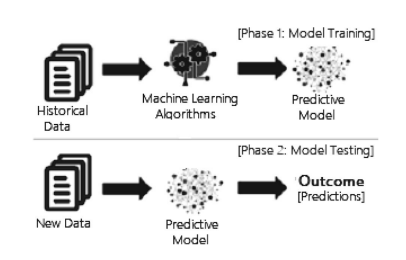 [Phase 1: Model Training]
Historical
Data
Machine Learning
Algorithms
Predictive
Model
[Phase 2: Model Testing]
New Data
Predictive
Model
Outcome
[Predictions]